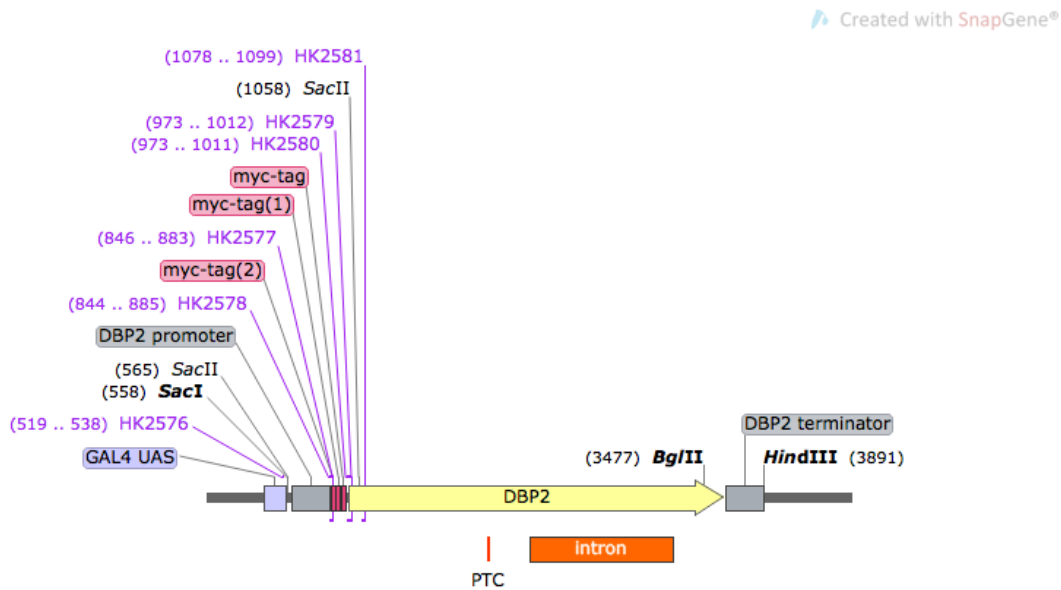 Created with SnapGene®
(1078 .. 1099) HK2581
(1058) SacII
(973 .. 1012) HK2579
(973 .. 1011) HK2580
myc-tag
myc-tag(1)
(846 .. 883) HK2577
myc-tag(2)
(844 .. 885) HK2578
DBP2 promoter
(565) SacII
(558) SacI
(519 .. 538) HK2576
GAL4 UAS
DBP2 terminator
(3477) BglII
HindIII (3891)
DBP2
intron
PTC